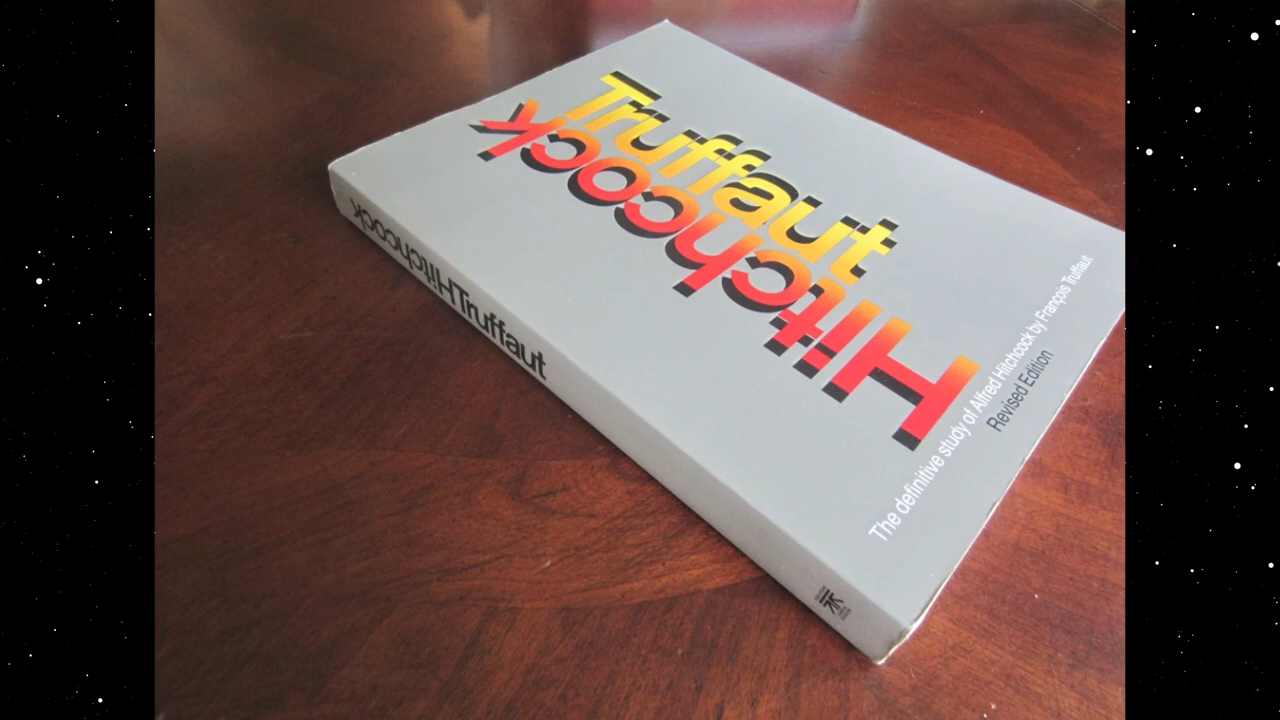 Truffaut
Hitchcock
The definitive study of Alfred Hitchcock by François Truffaut
Revised Edition
HitchcockTruffaut